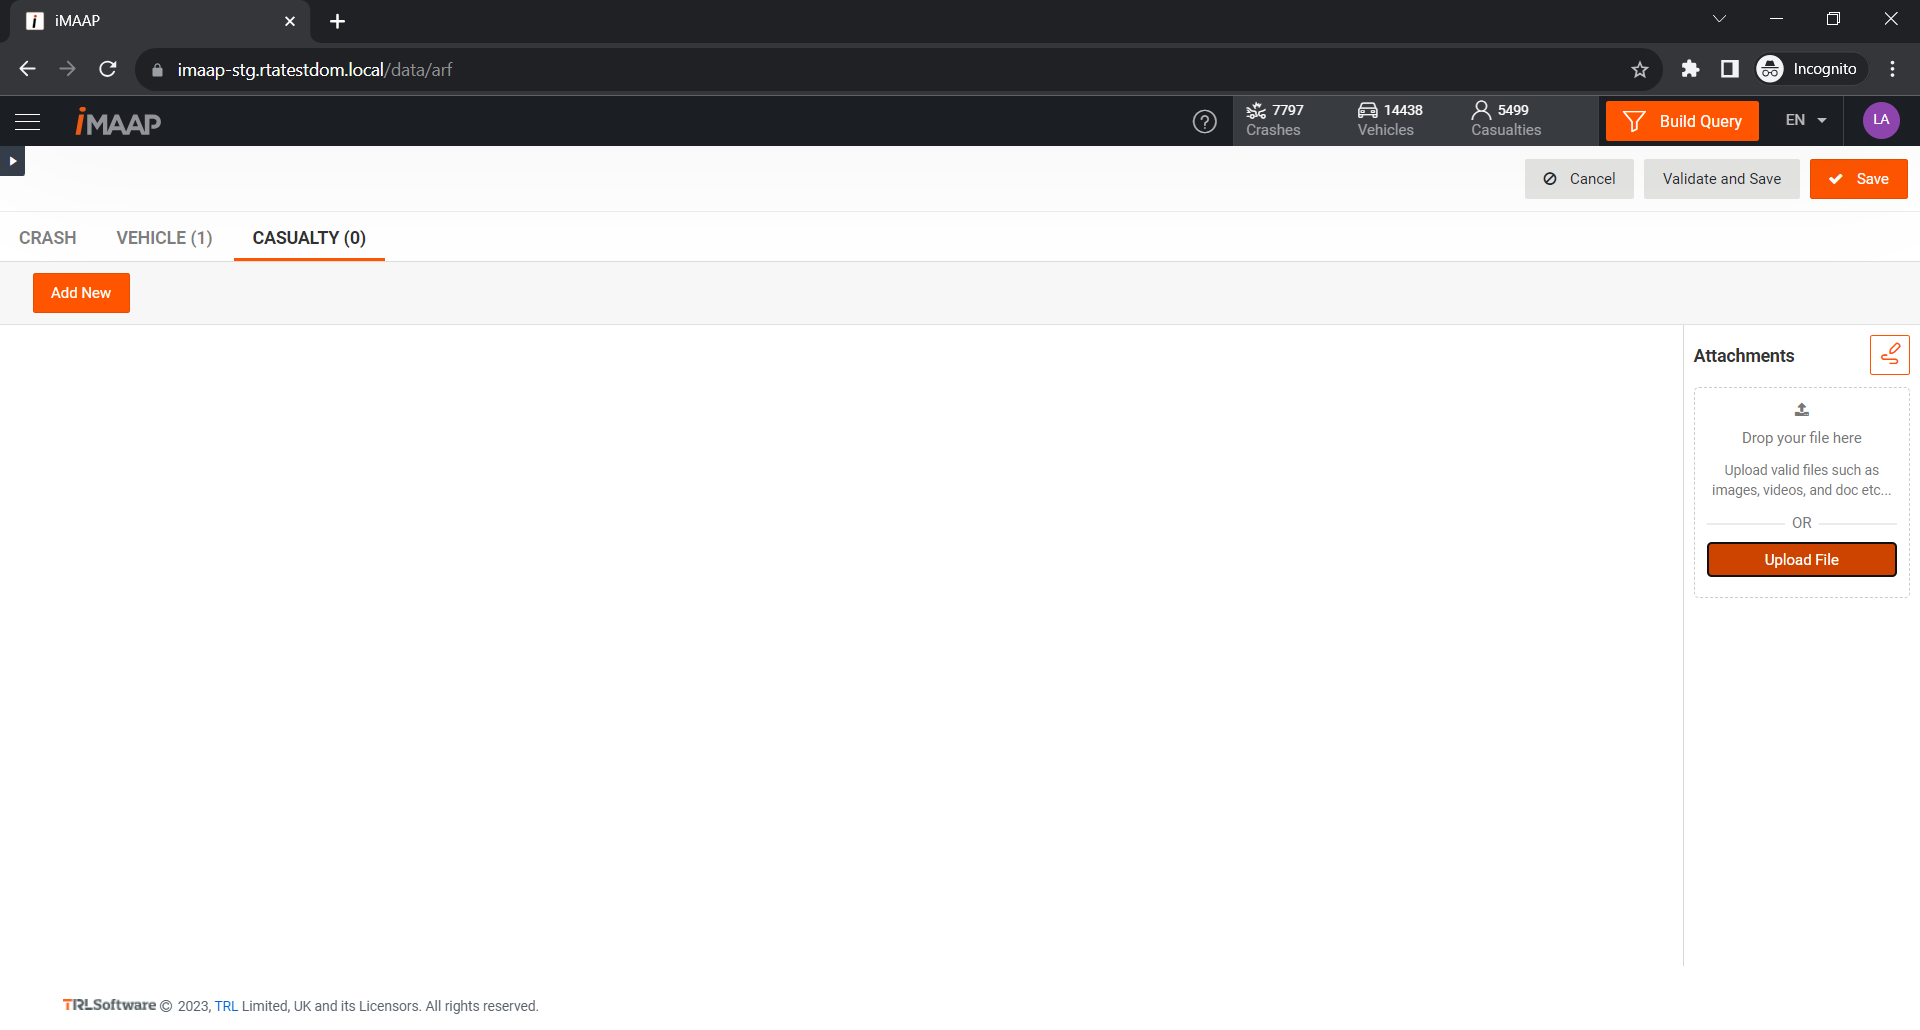 iMAAP
imaap-stg.rtatestdom.local/data/arf
Incognito
iMAAP
7797
Crashes
14438
Vehicles
5499
Casualties
Build Query
EN
LA
Cancel
Validate and Save
Save
CRASH
VEHICLE (1)
CASUALTY (0)
Add New
Attachments
Drop your file here
Upload valid files such as
images, videos, and doc etc...
OR
Upload File
TRLSoftware © 2023, TRL Limited, UK and its Licensors. All rights reserved.